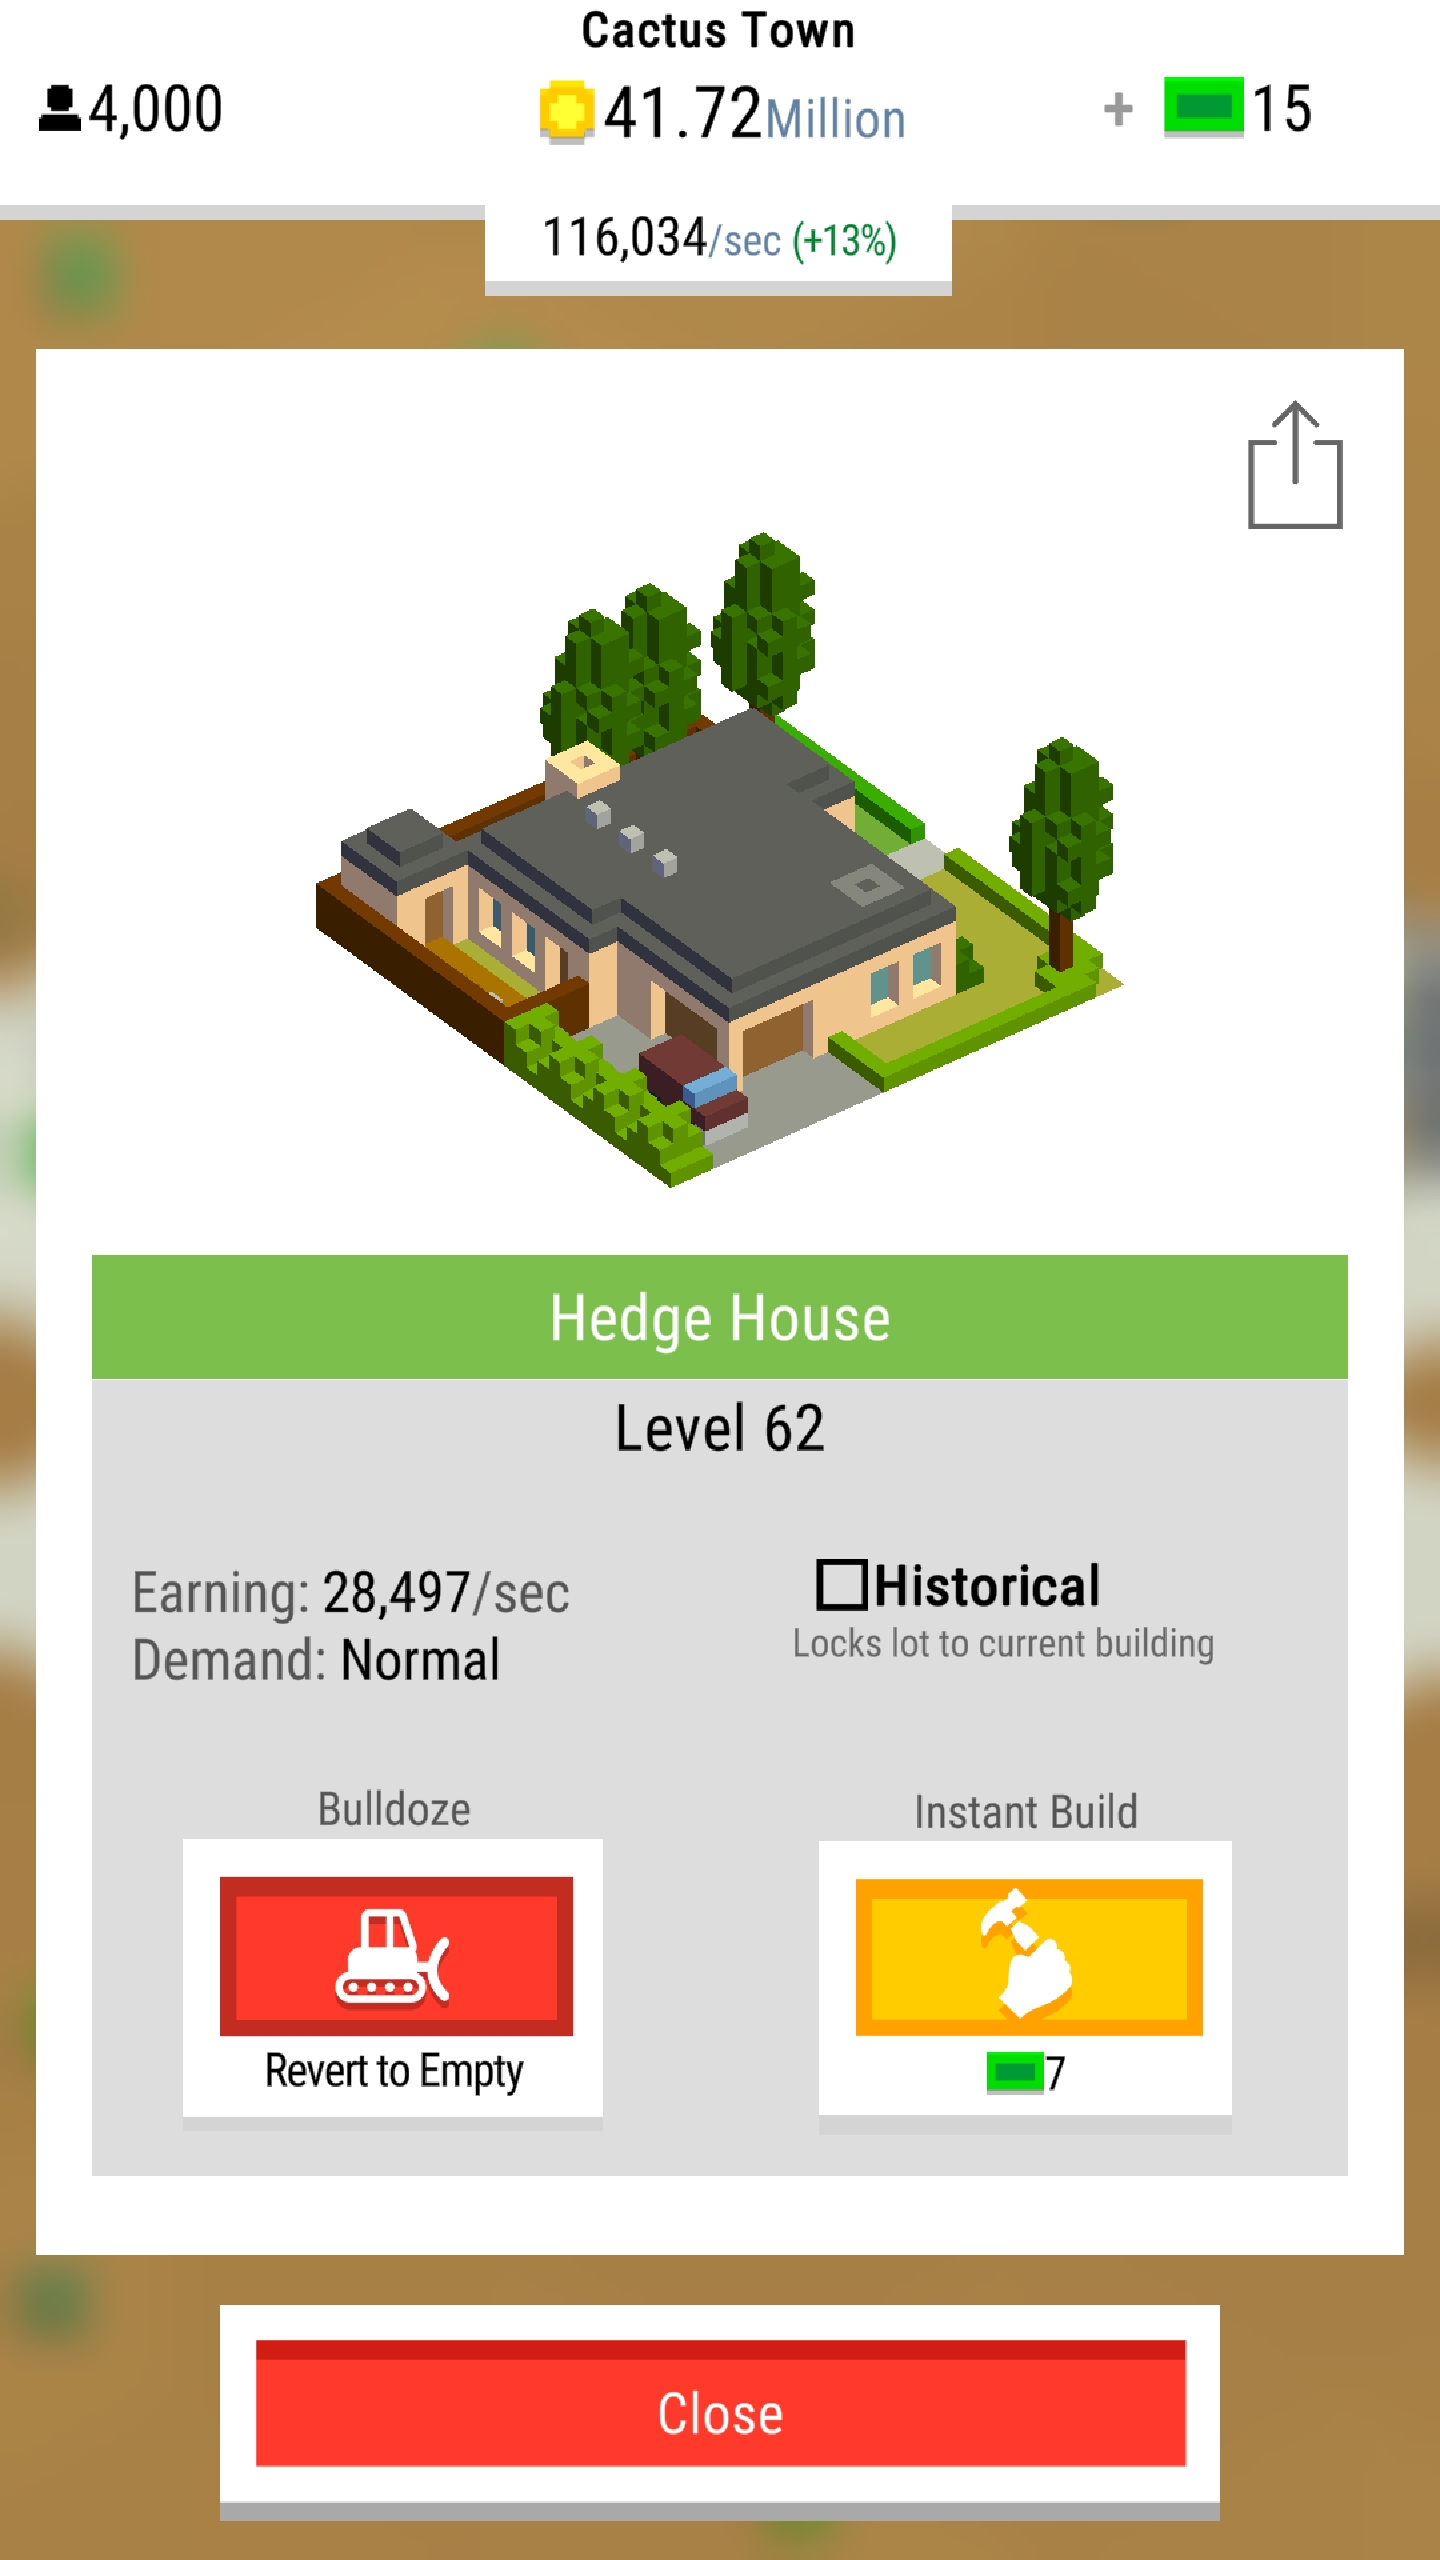 Cactus Town
4,000
41.72Million
+ 15
116,034/sec (+13%)
Hedge House
Level 62
Earning: 28,497/sec
Demand: Normal
Historical
Locks lot to current building
Bulldoze
Revert to Empty
Instant Build
7
Close